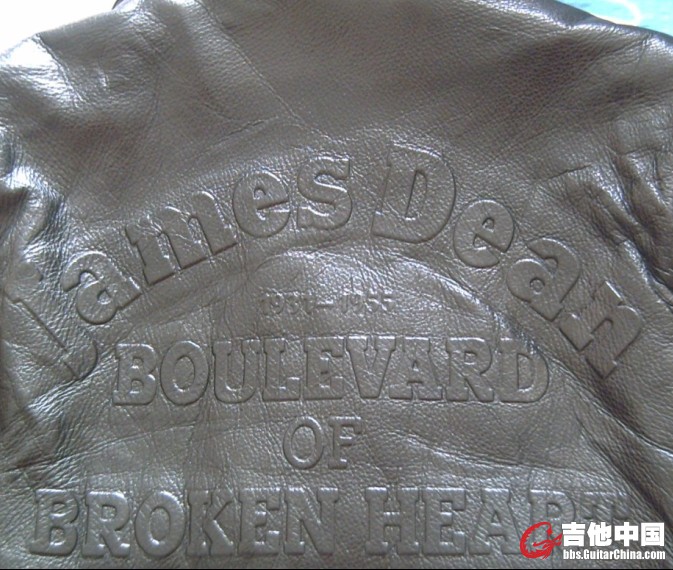 James Dean
1931-1955
BOULEVARD
OF
BROKEN HEART
吉他中国
bbs.GuitarChina.com